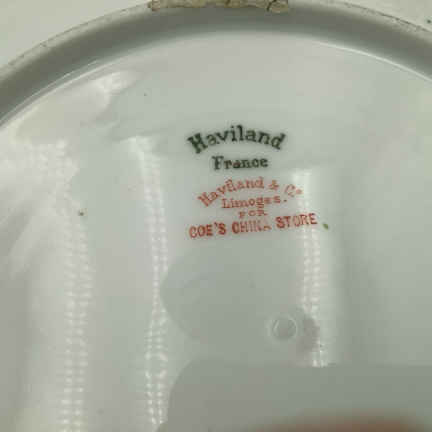 Haviland
France
Haviland & Co.
Limoges.
FOR
COE'S CHINA STORE